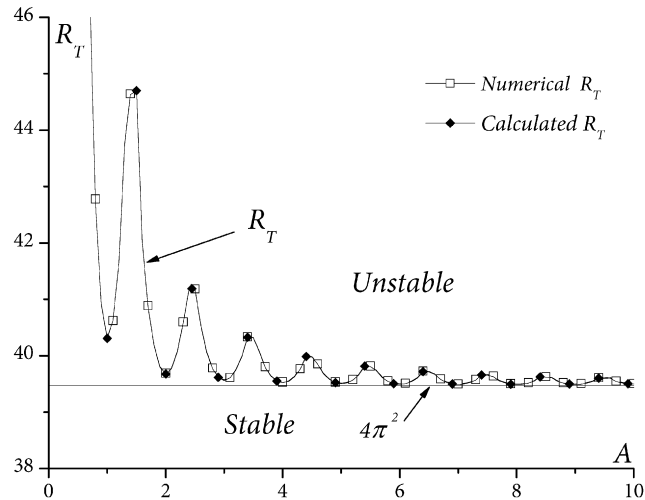 46
R_T
Numerical R_T
44
Calculated R_T
R_T
42
Unstable
40
Stable
4π²
A
38
0 2 4 6 8 10